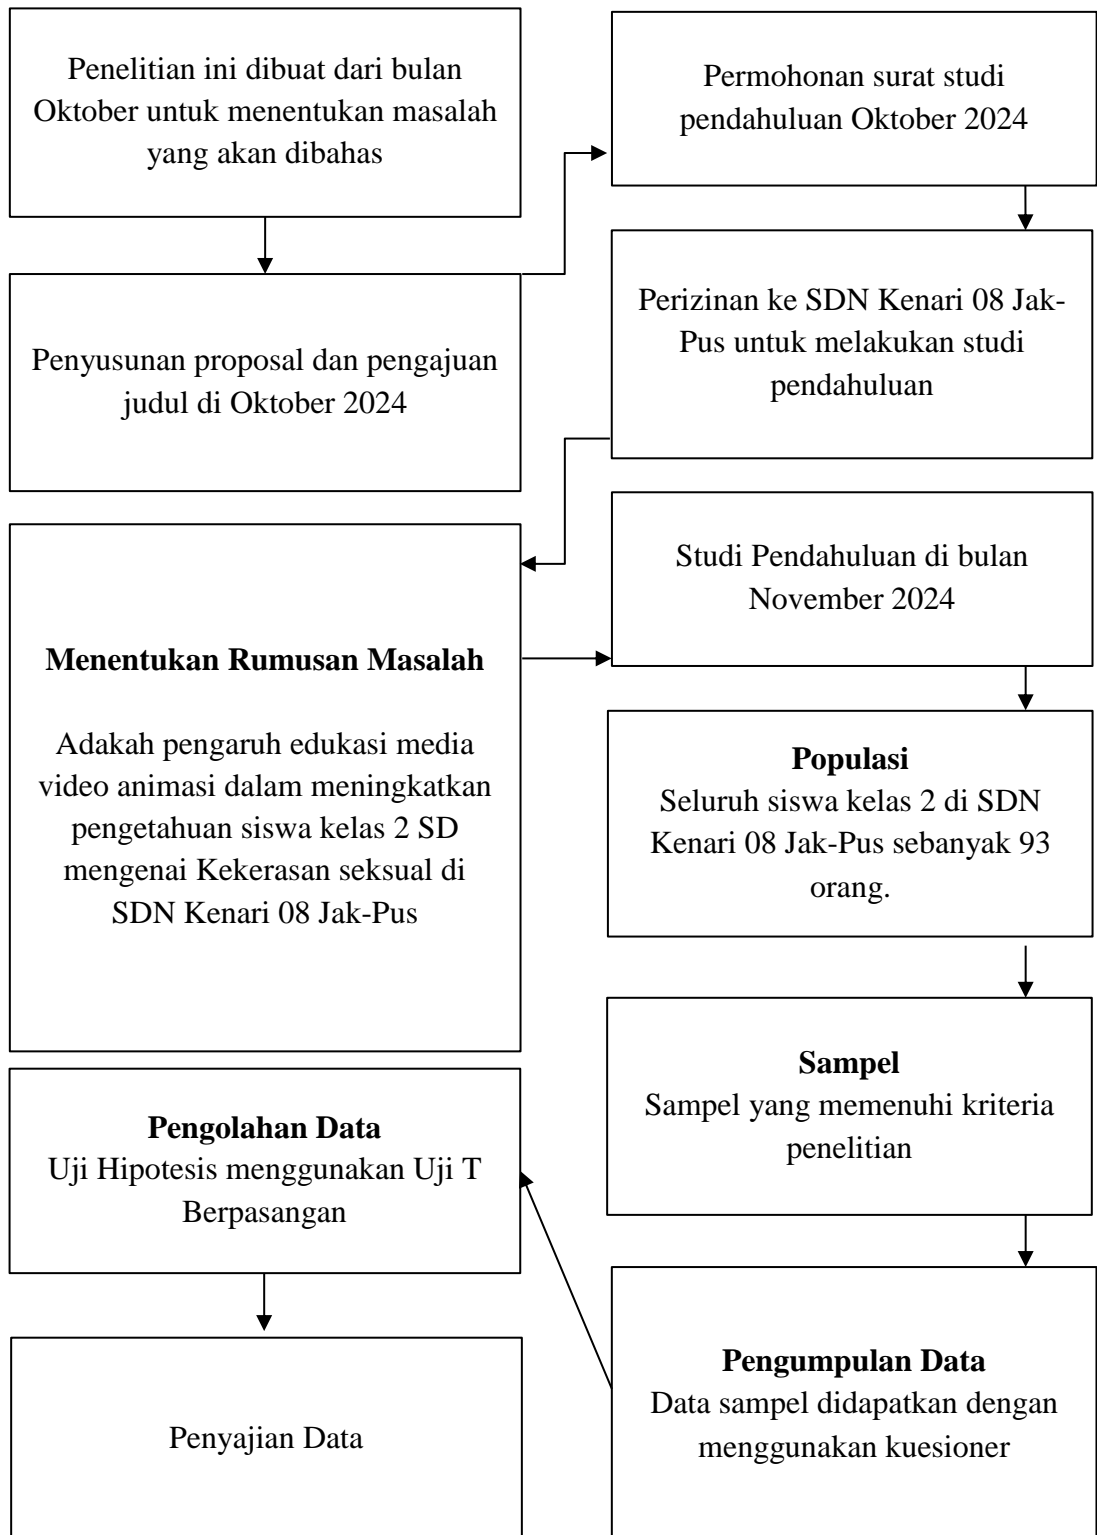 Penelitian ini dibuat dari bulan
Oktober untuk menentukan masalah
yang akan dibahas
Penyusunan proposal dan pengajuan
judul di Oktober 2024
Permohonan surat studi
pendahuluan Oktober 2024
Perizinan ke SDN Kenari 08 Jak-
Pus untuk melakukan studi
pendahuluan
Menentukan Rumusan Masalah
Adakah pengaruh edukasi media
video animasi dalam meningkatkan
pengetahuan siswa kelas 2 SD
mengenai Kekerasan seksual di
SDN Kenari 08 Jak-Pus
Studi Pendahuluan di bulan
November 2024
Populasi
Seluruh siswa kelas 2 di SDN
Kenari 08 Jak-Pus sebanyak 93
orang.
Sampel
Sampel yang memenuhi kriteria
penelitian
Pengumpulan Data
Data sampel didapatkan dengan
menggunakan kuesioner
Pengolahan Data
Uji Hipotesis menggunakan Uji T
Berpasangan
Penyajian Data